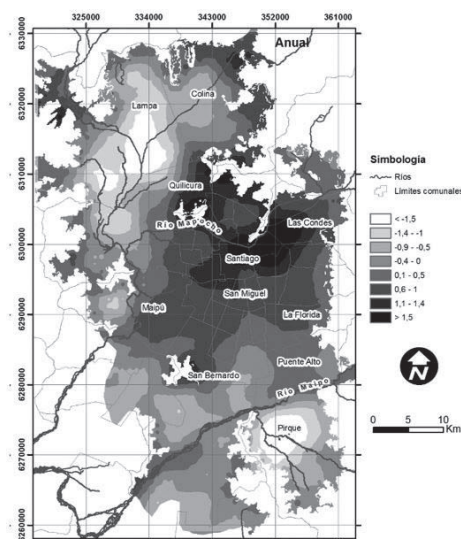 325000 334000 343000 352000 361000
Anual
6330000
6320000
6310000
6300000
6290000
6280000
6270000
6260000
Colina
Lampa
Quilicura
Río Mapocho
Las Condes
Santiago
San Miguel
Maipú
La Florida
Puente Alto
San Bernardo
Río Maipo
Pirque
Simbología
Ríos
Límites comunales
< -1,5
-1,4 - -1
-0,9 - -0,5
-0,4 - 0
0,1 - 0,5
0,6 - 1
1,1 - 1,4
> 1,5
N
0 5 10
Km